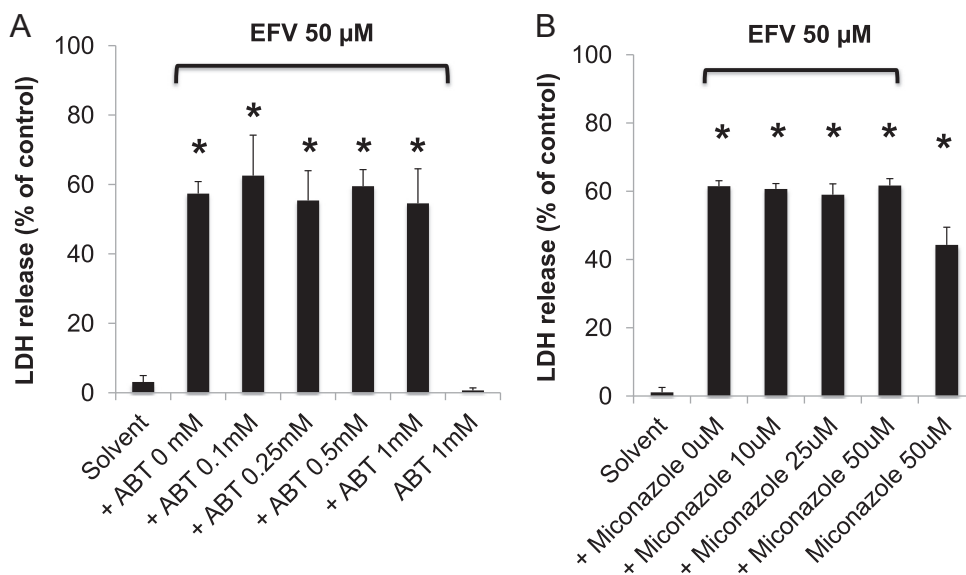 A
EFV 50 µM
LDH release (% of control)
100
80
60
40
20
0
*
*
*
*
*
Solvent
+ ABT 0 mM
+ ABT 0.1mM
+ ABT 0.25mM
+ ABT 0.5mM
+ ABT 1mM
ABT 1mM
B
EFV 50 µM
LDH release (% of control)
100
80
60
40
20
0
*
*
*
*
*
Solvent
+ Miconazole 0uM
+ Miconazole 10uM
+ Miconazole 25uM
+ Miconazole 50uM
Miconazole 50uM